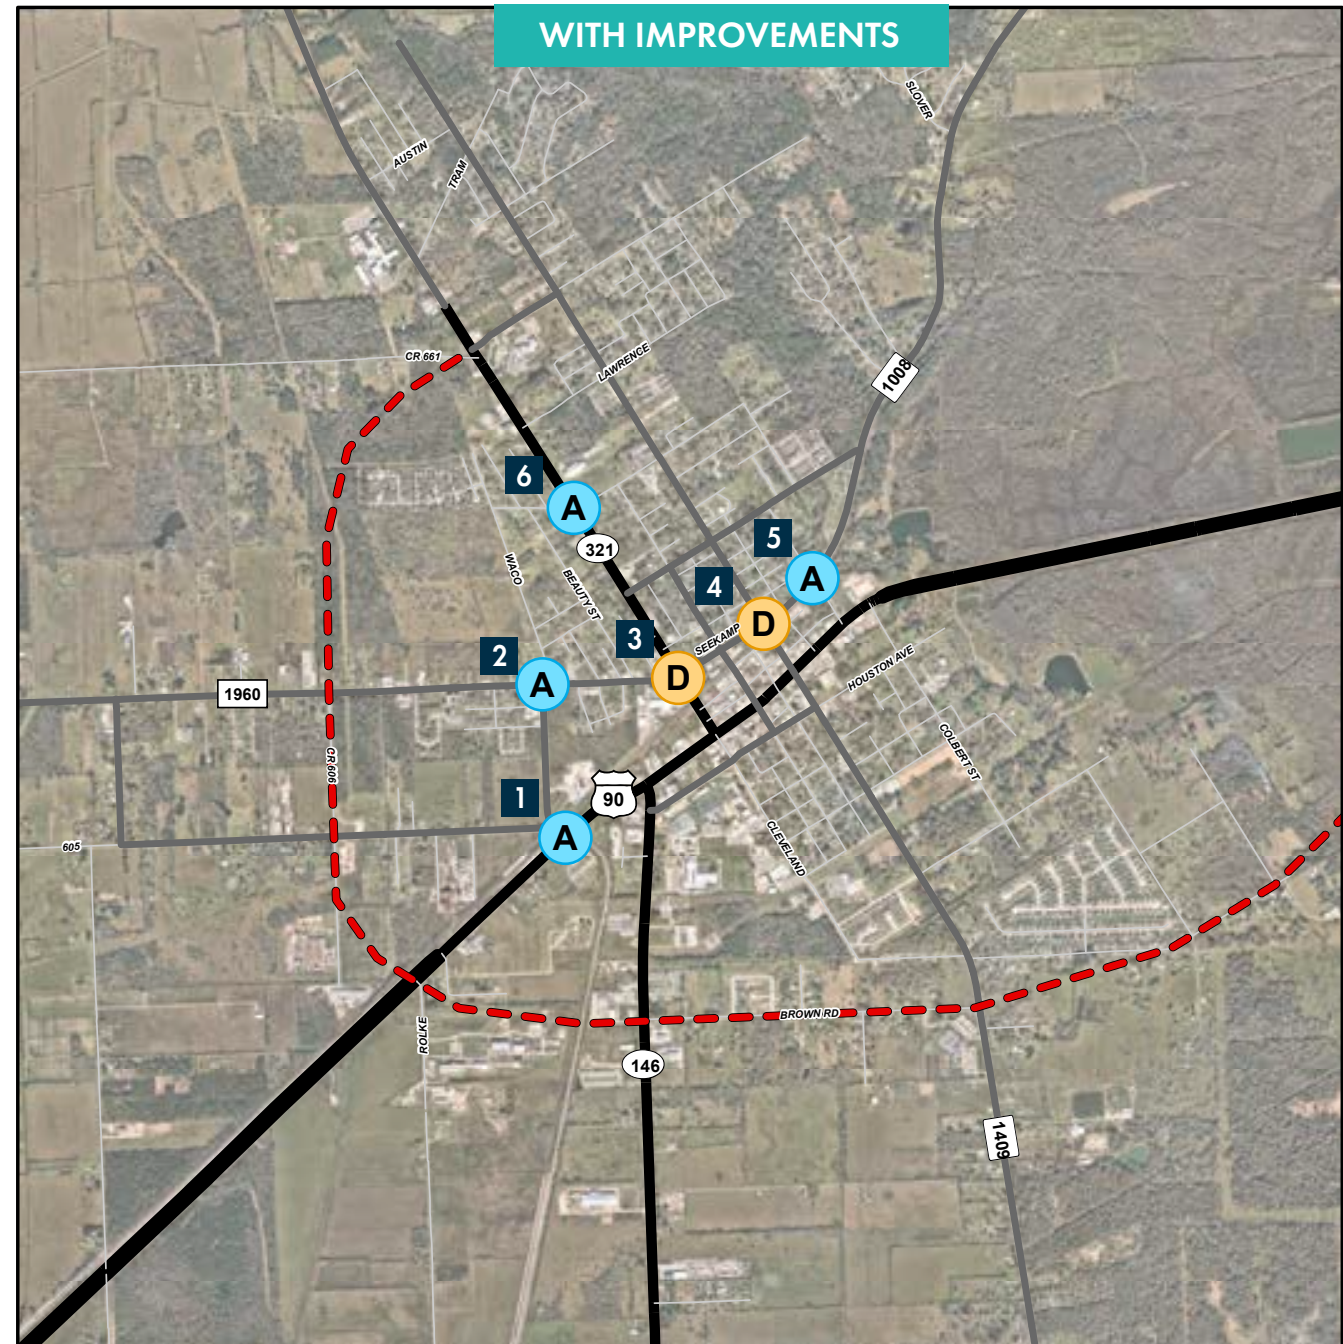 WITH IMPROVEMENTS
SLOVER
AUSTIN
TRAM
CR 661
LAWRENCE
1008
6
A
321
5
A
WACO
BEAUTY ST
4
D
3
SEEKAMP
D
2
A
HOUSTON AVE
1960
CR 606
COLBERT ST
1
90
A
605
CLEVELAND
BROWN RD
ROLKE
146
1409